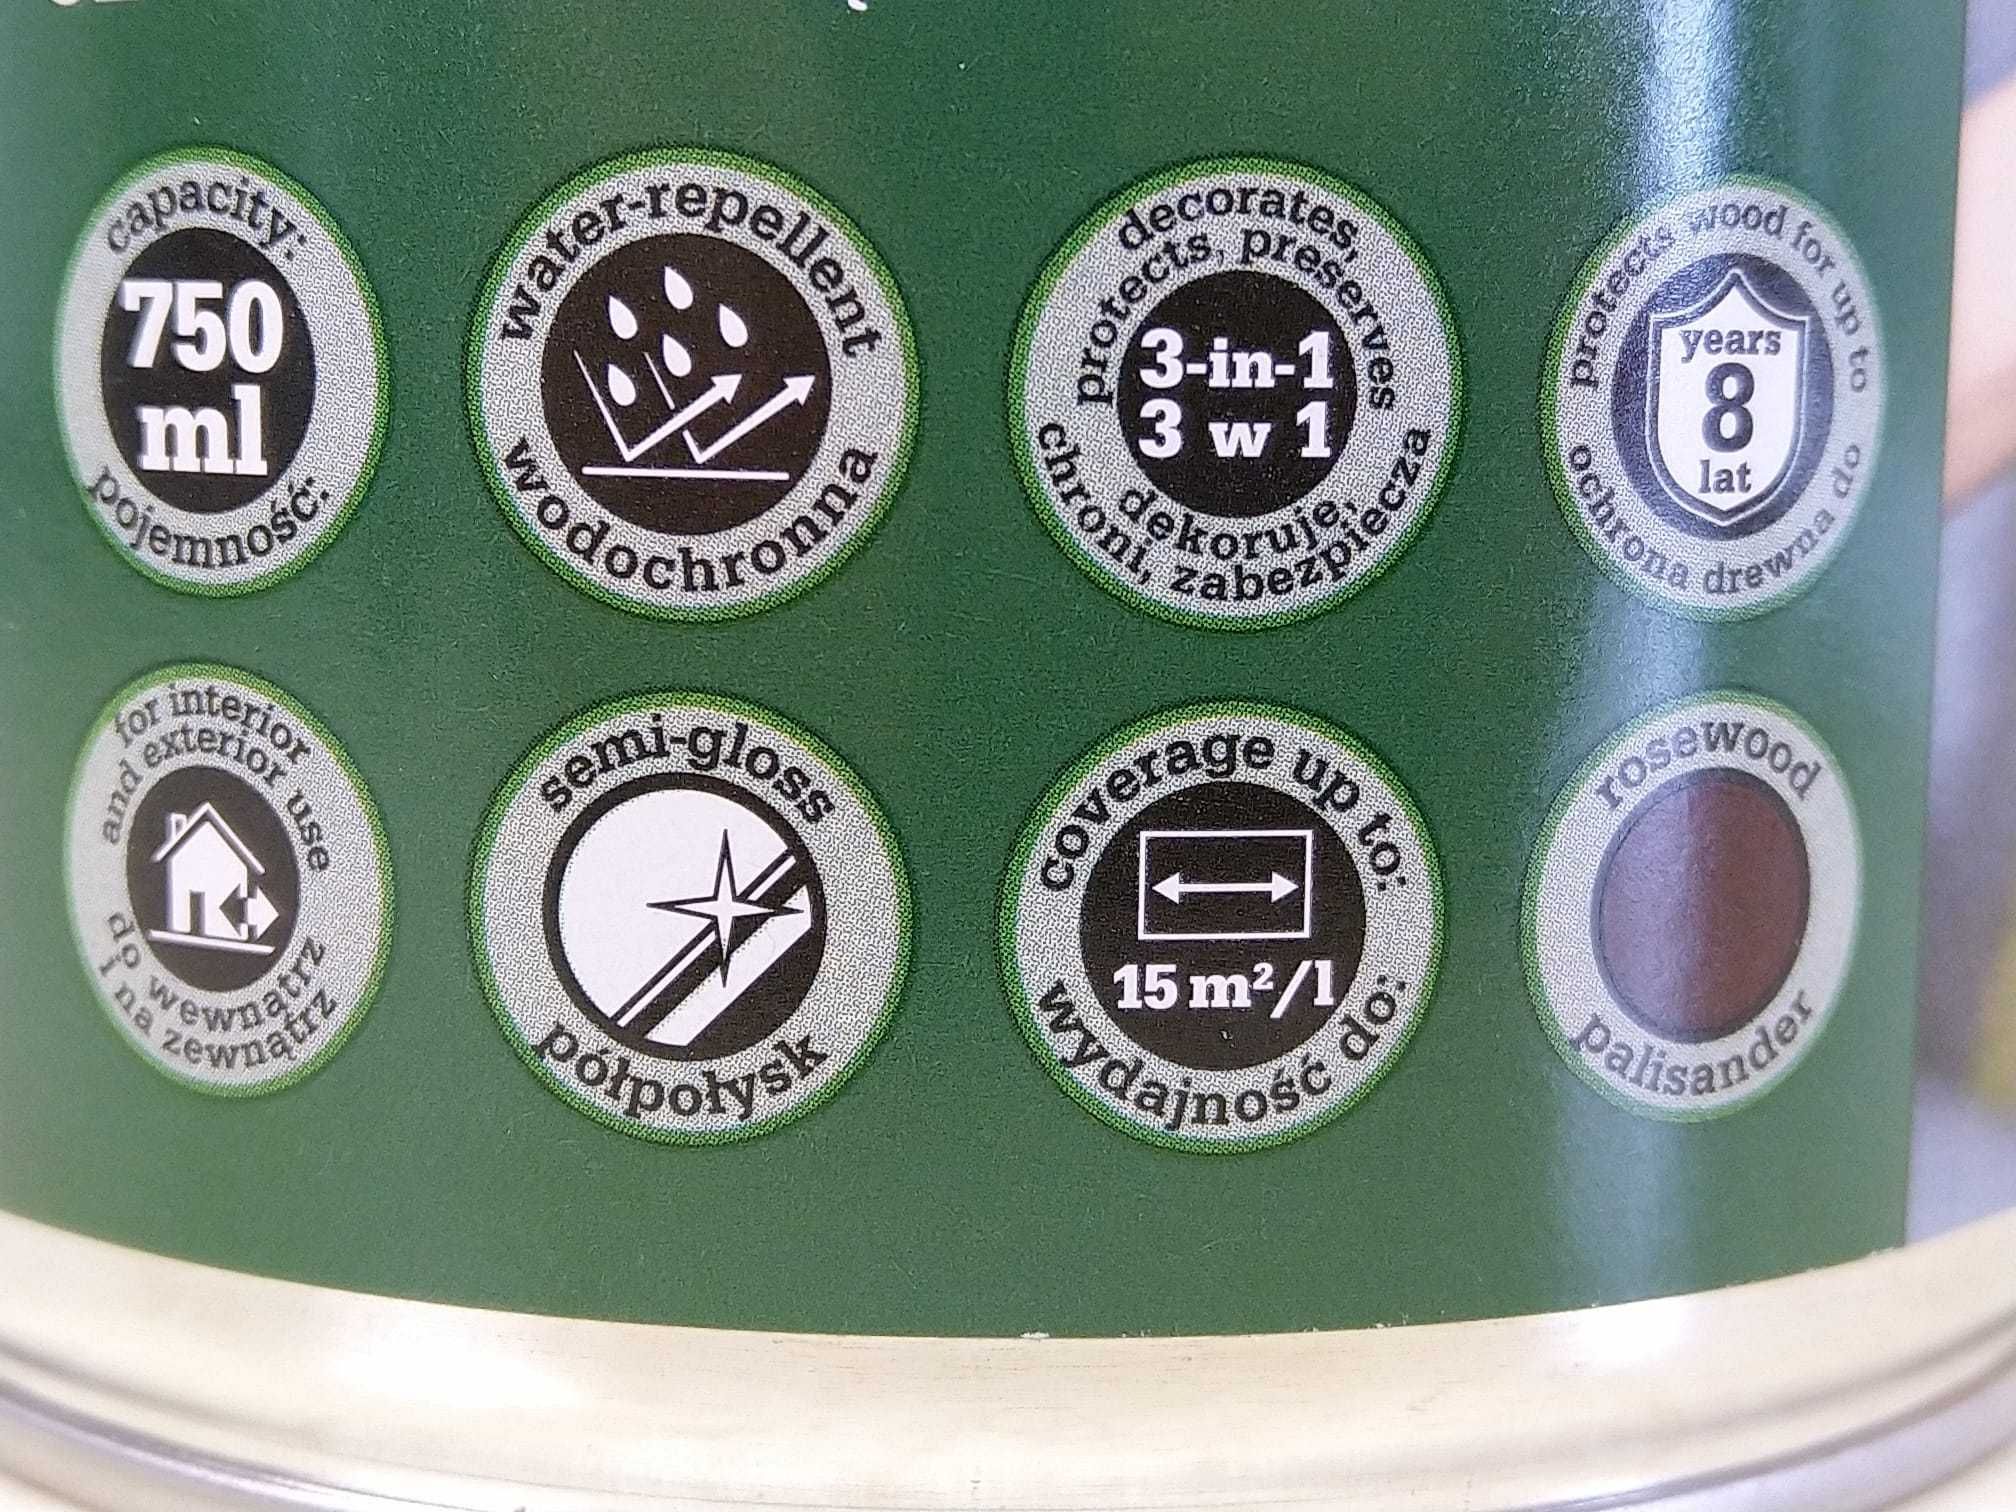 capacity:
750
ml
pojemność:
water-repellent
wodochronna
decorates,
protects, preserves
3-in-1
3 w 1
dekoruje,
chroni, zabezpiecza
protects wood for up to
years
8
lat
ochrona drewna do
for interior
and exterior use
do wewnątrz
i na zewnątrz
semi-gloss
półpołysk
coverage up to:
15 m²/l
wydajność do:
rosewood
palisander